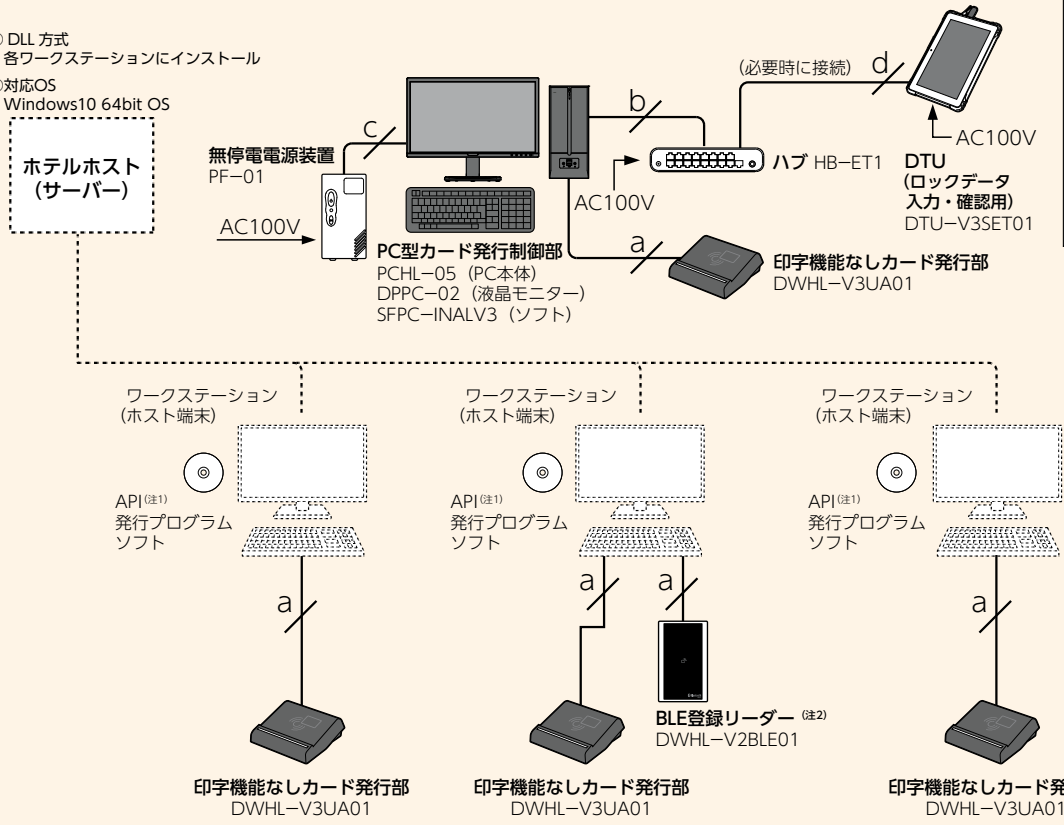 DLL 方式
各ワークステーションにインストール
対応OS
Windows10 64bit OS
ホテルホスト
(サーバー)
無停電電源装置
PF−01
AC100V
c
PC型カード発行制御部
PCHL−05(PC本体)
DPPC−02(液晶モニター)
SFPC−INALV3(ソフト)
b
AC100V
ハブ HB−ET1
(必要時に接続)
d
AC100V
DTU
(ロックデータ
入力・確認用)
DTU−V3SET01
a
印字機能なしカード発行部
DWHL−V3UA01
ワークステーション
(ホスト端末)
API(注1)
発行プログラム
ソフト
a
印字機能なしカード発行部
DWHL−V3UA01
ワークステーション
(ホスト端末)
API(注1)
発行プログラム
ソフト
a
a
BLE登録リーダー (注2)
DWHL−V2BLE01
印字機能なしカード発行部
DWHL−V3UA01
ワークステーション
(ホスト端末)
API(注1)
発行プログラム
ソフト
a
印字機能なしカード発
DWHL−V3UA01